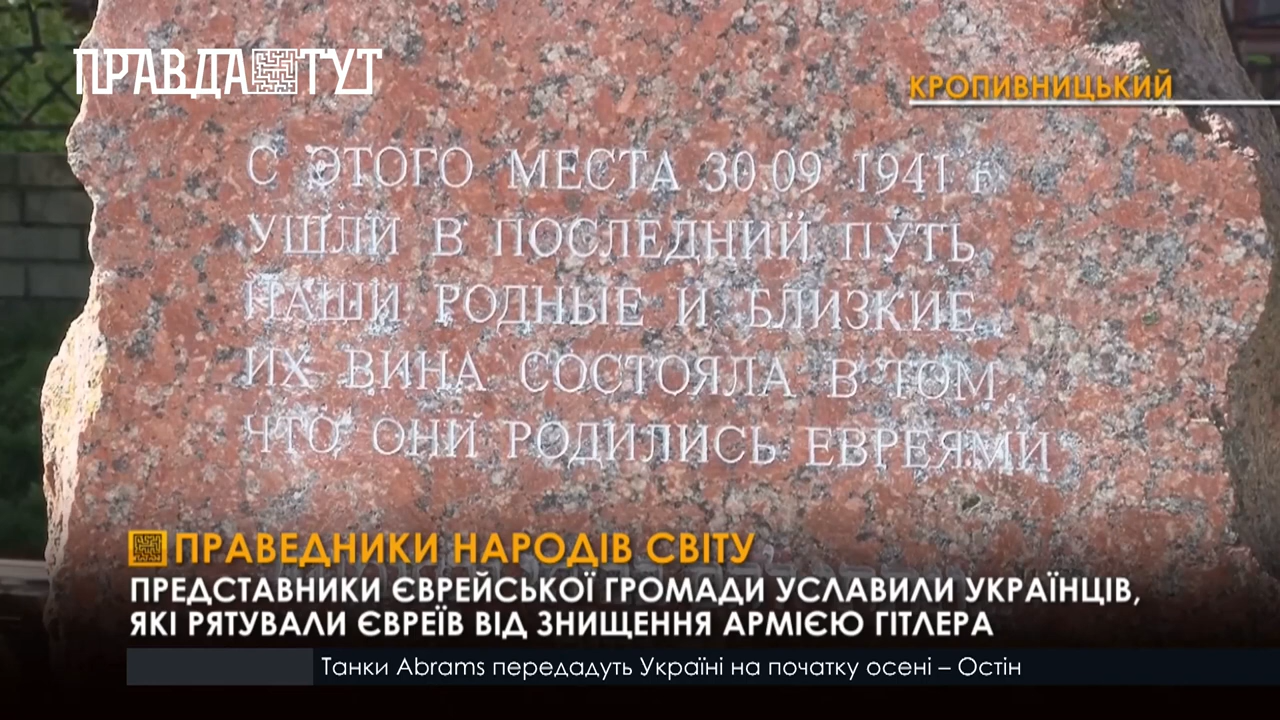 ПРАВДА ТУТ
КРОПИВНИЦЬКИЙ
С ЭТОГО МЕСТА 30.09 1941 г.
УШЛИ В ПОСЛЕДНИЙ ПУТЬ
НАШИ РОДНЫЕ И БЛИЗКИЕ.
ИХ ВИНА СОСТОЯЛА В ТОМ,
ЧТО ОНИ РОДИЛИСЬ ЕВРЕЯМИ
ПРАВЕДНИКИ НАРОДІВ СВІТУ
ПРЕДСТАВНИКИ ЄВРЕЙСЬКОЇ ГРОМАДИ УСЛАВИЛИ УКРАЇНЦІВ,
ЯКІ РЯТУВАЛИ ЄВРЕЇВ ВІД ЗНИЩЕННЯ АРМІЄЮ ГІТЛЕРА
Танки Abrams передадуть Україні на початку осені – Остін